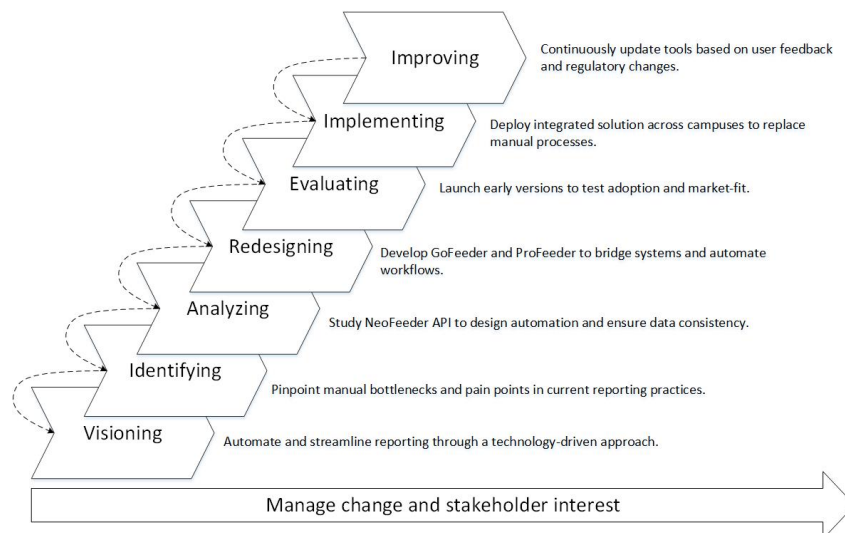 Improving
Continuously update tools based on user feedback
and regulatory changes.
Implementing
Deploy integrated solution across campuses to replace
manual processes.
Evaluating
Launch early versions to test adoption and market-fit.
Redesigning
Develop GoFeeder and ProFeeder to bridge systems and automate
workflows.
Analyzing
Study NeoFeeder API to design automation and ensure data consistency.
Identifying
Pinpoint manual bottlenecks and pain points in current reporting practices.
Visioning
Automate and streamline reporting through a technology-driven approach.
Manage change and stakeholder interest